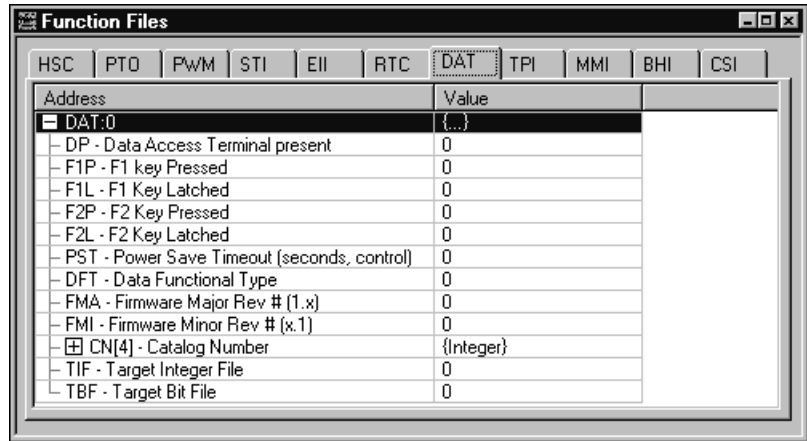 Function Files
HSC PTO PWM STI EII RTC DAT TPI MMI BHI CSI
Address Value
DAT:0 {...}
DP - Data Access Terminal present 0
F1P - F1 key Pressed 0
F1L - F1 Key Latched 0
F2P - F2 Key Pressed 0
F2L - F2 Key Latched 0
PST - Power Save Timeout (seconds, control) 0
DFT - Data Functional Type 0
FMA - Firmware Major Rev # (1.x) 0
FMI - Firmware Minor Rev # (x.1) 0
CN[4] - Catalog Number {Integer}
TIF - Target Integer File 0
TBF - Target Bit File 0